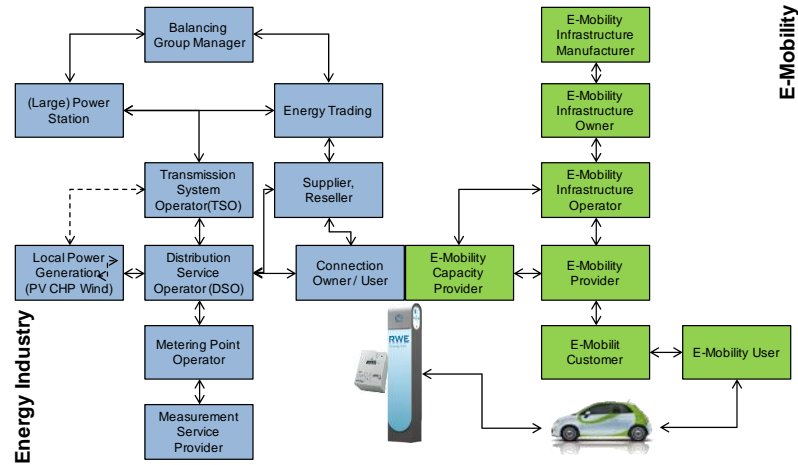 Balancing
Group Manager
E-Mobility
Infrastructure
Manufacturer
E-Mobility
(Large) Power
Station
Energy Trading
E-Mobility
Infrastructure
Owner
Transmission
System
Operator(TSO)
Supplier,
Reseller
E-Mobility
Infrastructure
Operator
Local Power
Generation
(PV CHP Wind)
Distribution
Service
Operator (DSO)
Connection
Owner / User
E-Mobility
Capacity
Provider
E-Mobility
Provider
Energy Industry
Metering Point
Operator
RWE
E-Mobilit
Customer
E-Mobility User
Measurement
Service
Provider